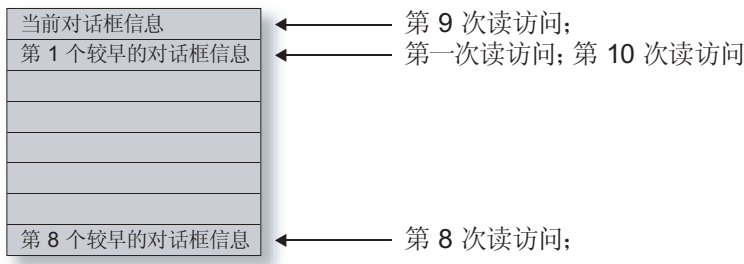 当前对话框信息 第 9 次读访问;
第 1 个较早的对话框信息 第一次读访问; 第 10 次读访问
第 8 个较早的对话框信息 第 8 次读访问;